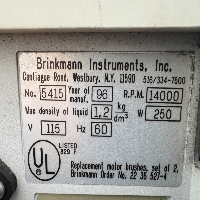 Brinkmann Instruments, Inc.
Cantiague Road, Westbury, N.Y. 11590 516/334-7500
No. 5415 Year of manuf. 96 R.P.M. 14000
Max density of liquid 1,2 kg/dm³ W 250
V 115 Hz 60
UL LISTED 829 F
Replacement motor brushes, set of 2,
Brinkmann Order No. 22 36 527-4